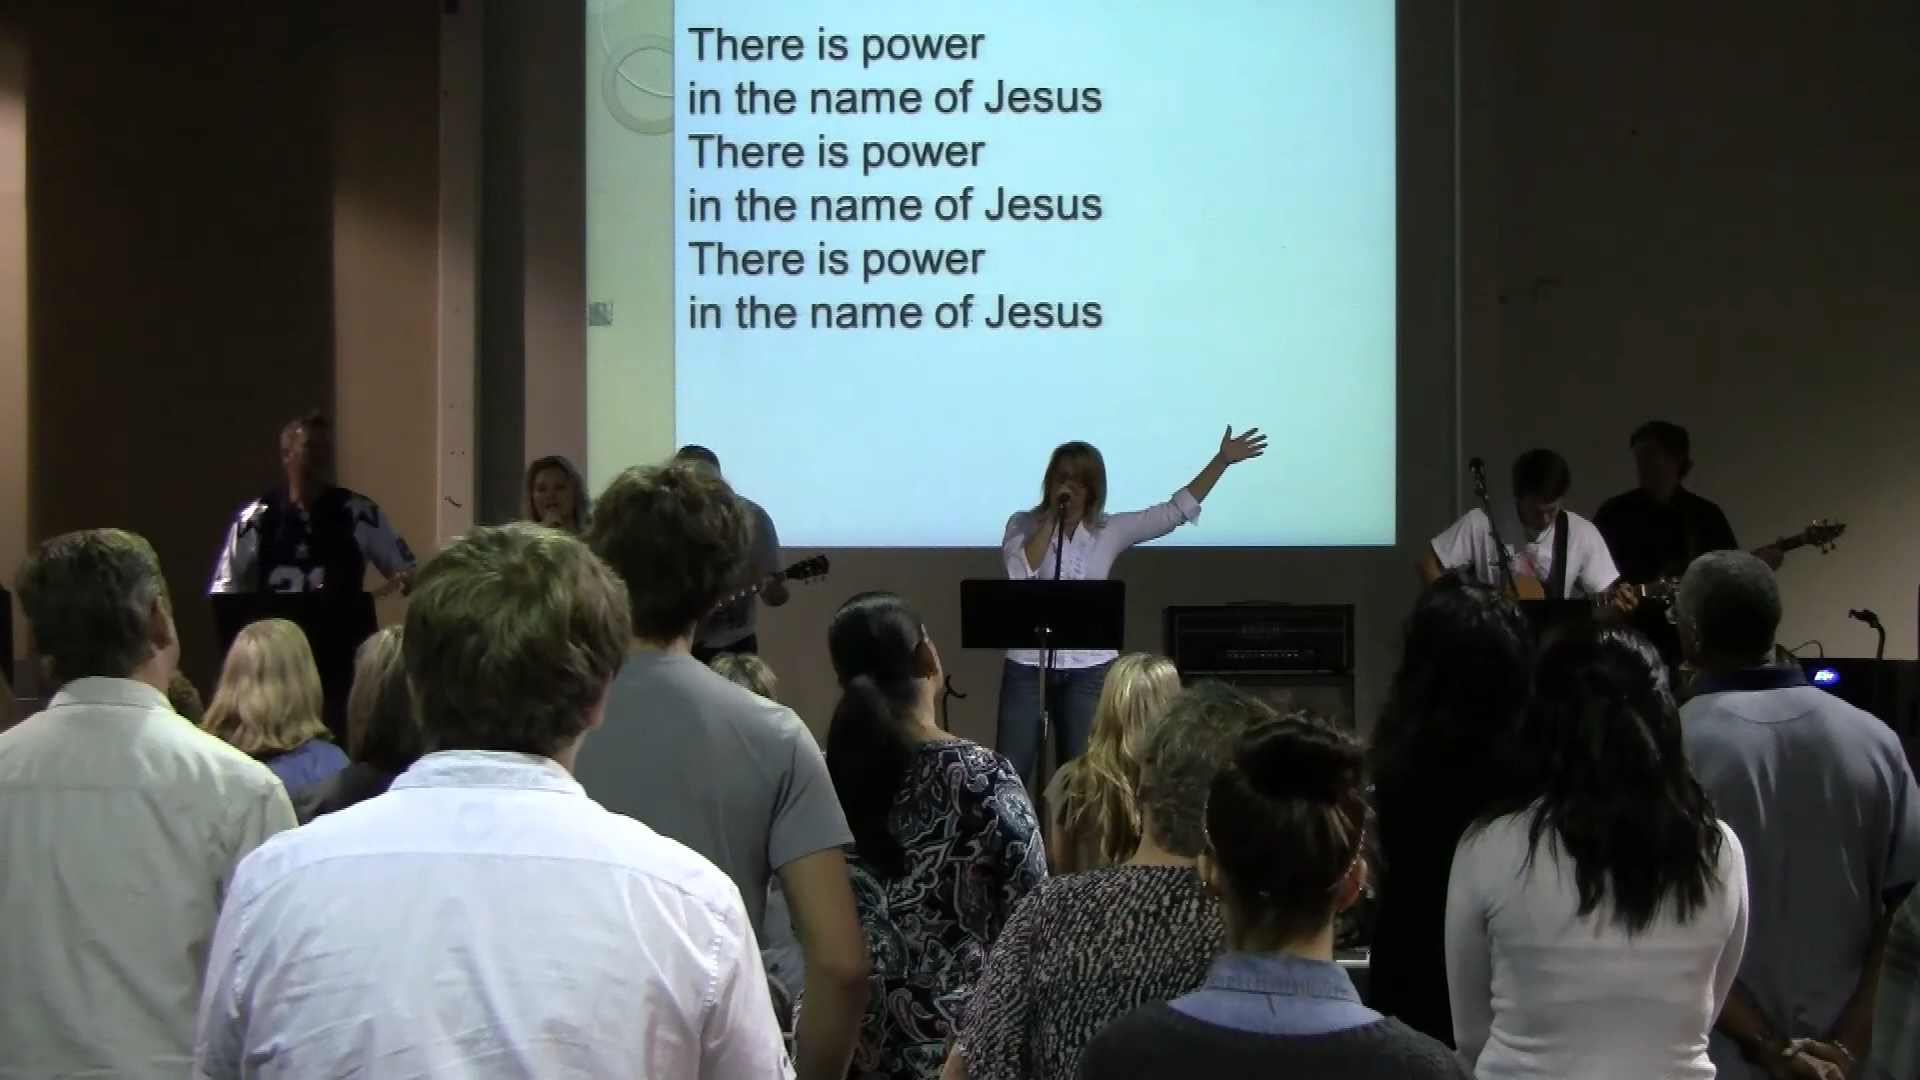 There is power
in the name of Jesus
There is power
in the name of Jesus
There is power
in the name of Jesus
21